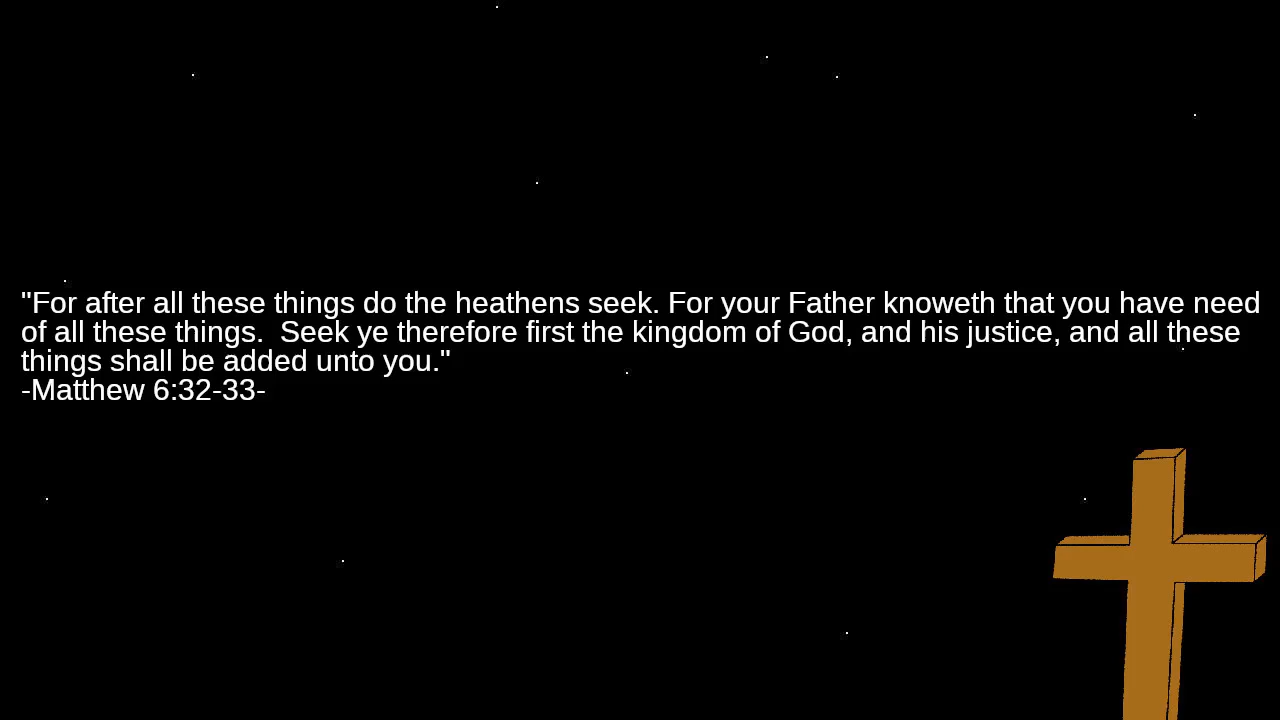 "For after all these things do the heathens seek. For your Father knoweth that you have need
of all these things.  Seek ye therefore first the kingdom of God, and his justice, and all these
things shall be added unto you."
-Matthew 6:32-33-